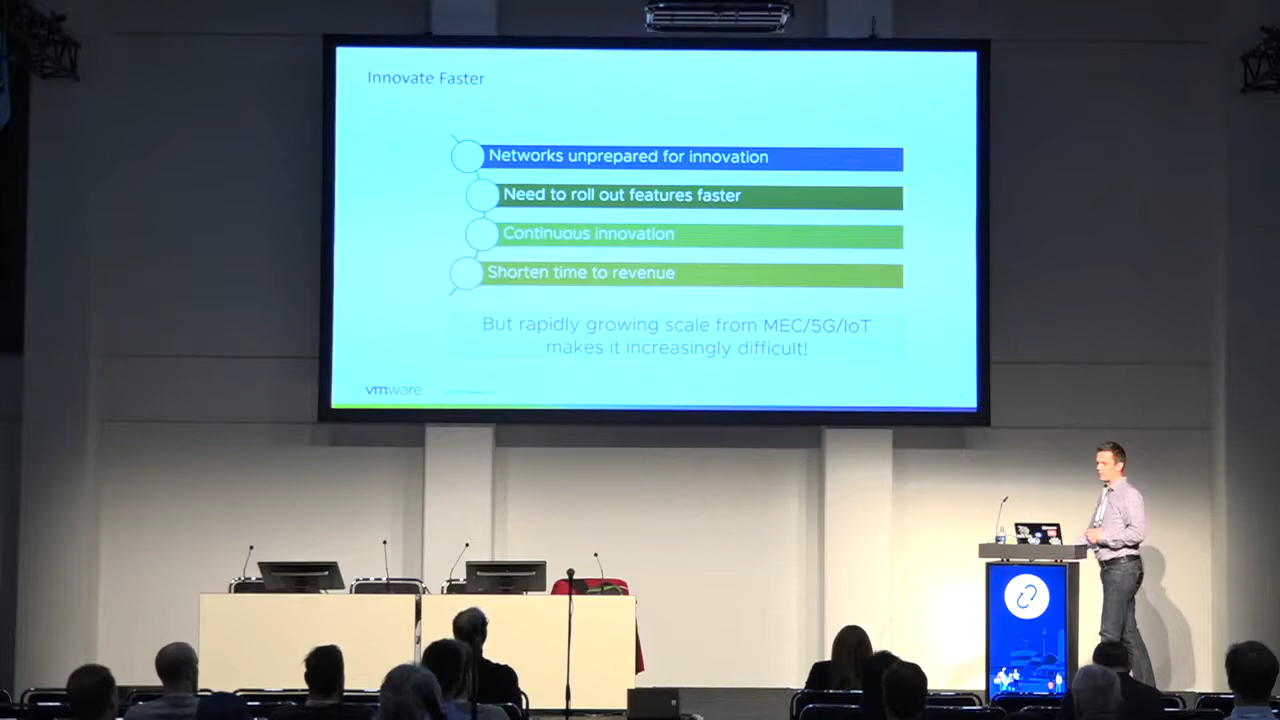 Innovate Faster
Networks unprepared for innovation
Need to roll out features faster
Continuous innovation
Shorten time to revenue
But rapidly growing scale from MEC/5G/IoT
makes it increasingly difficult!
vmware